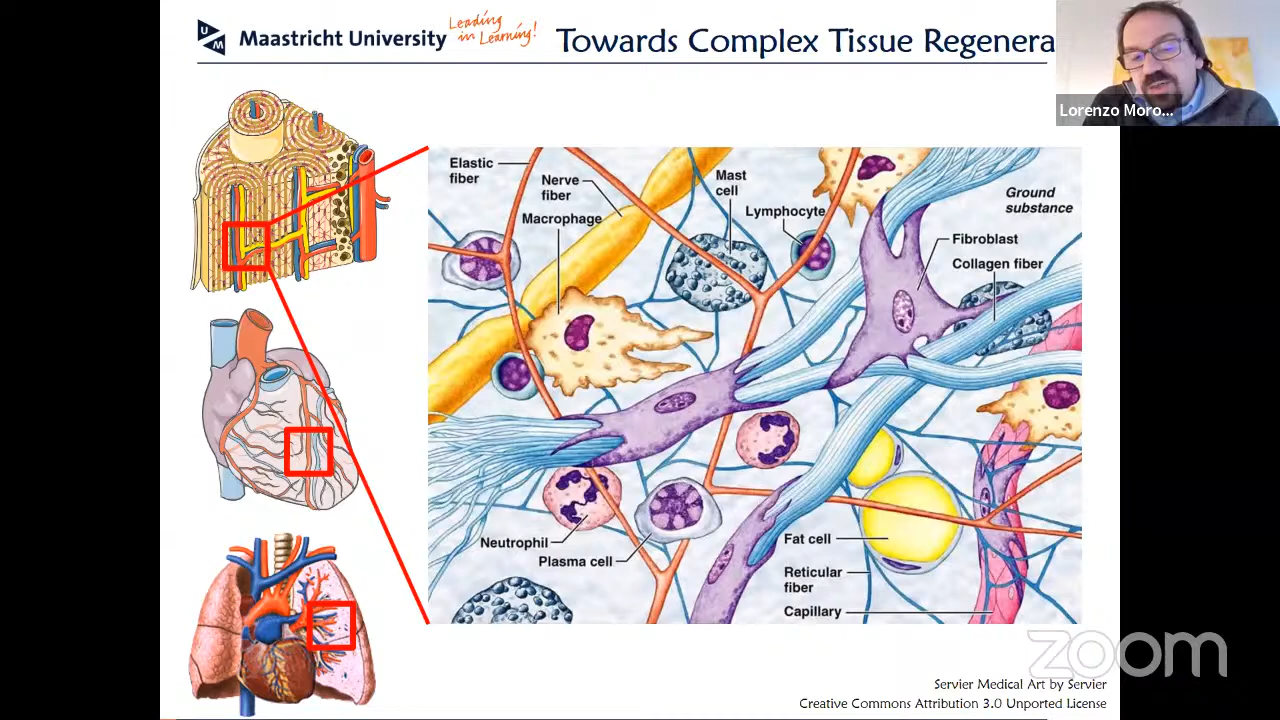 UM
Maastricht University
Leading
in Learning!
Towards Complex Tissue Regenera
Lorenzo Moro...
Elastic
fiber
Nerve
fiber
Macrophage
Mast
cell
Lymphocyte
Ground
substance
Fibroblast
Collagen fiber
Neutrophil
Plasma cell
Fat cell
Reticular
fiber
Capillary
zoom
Servier Medical Art by Servier
Creative Commons Attribution 3.0 Unported License